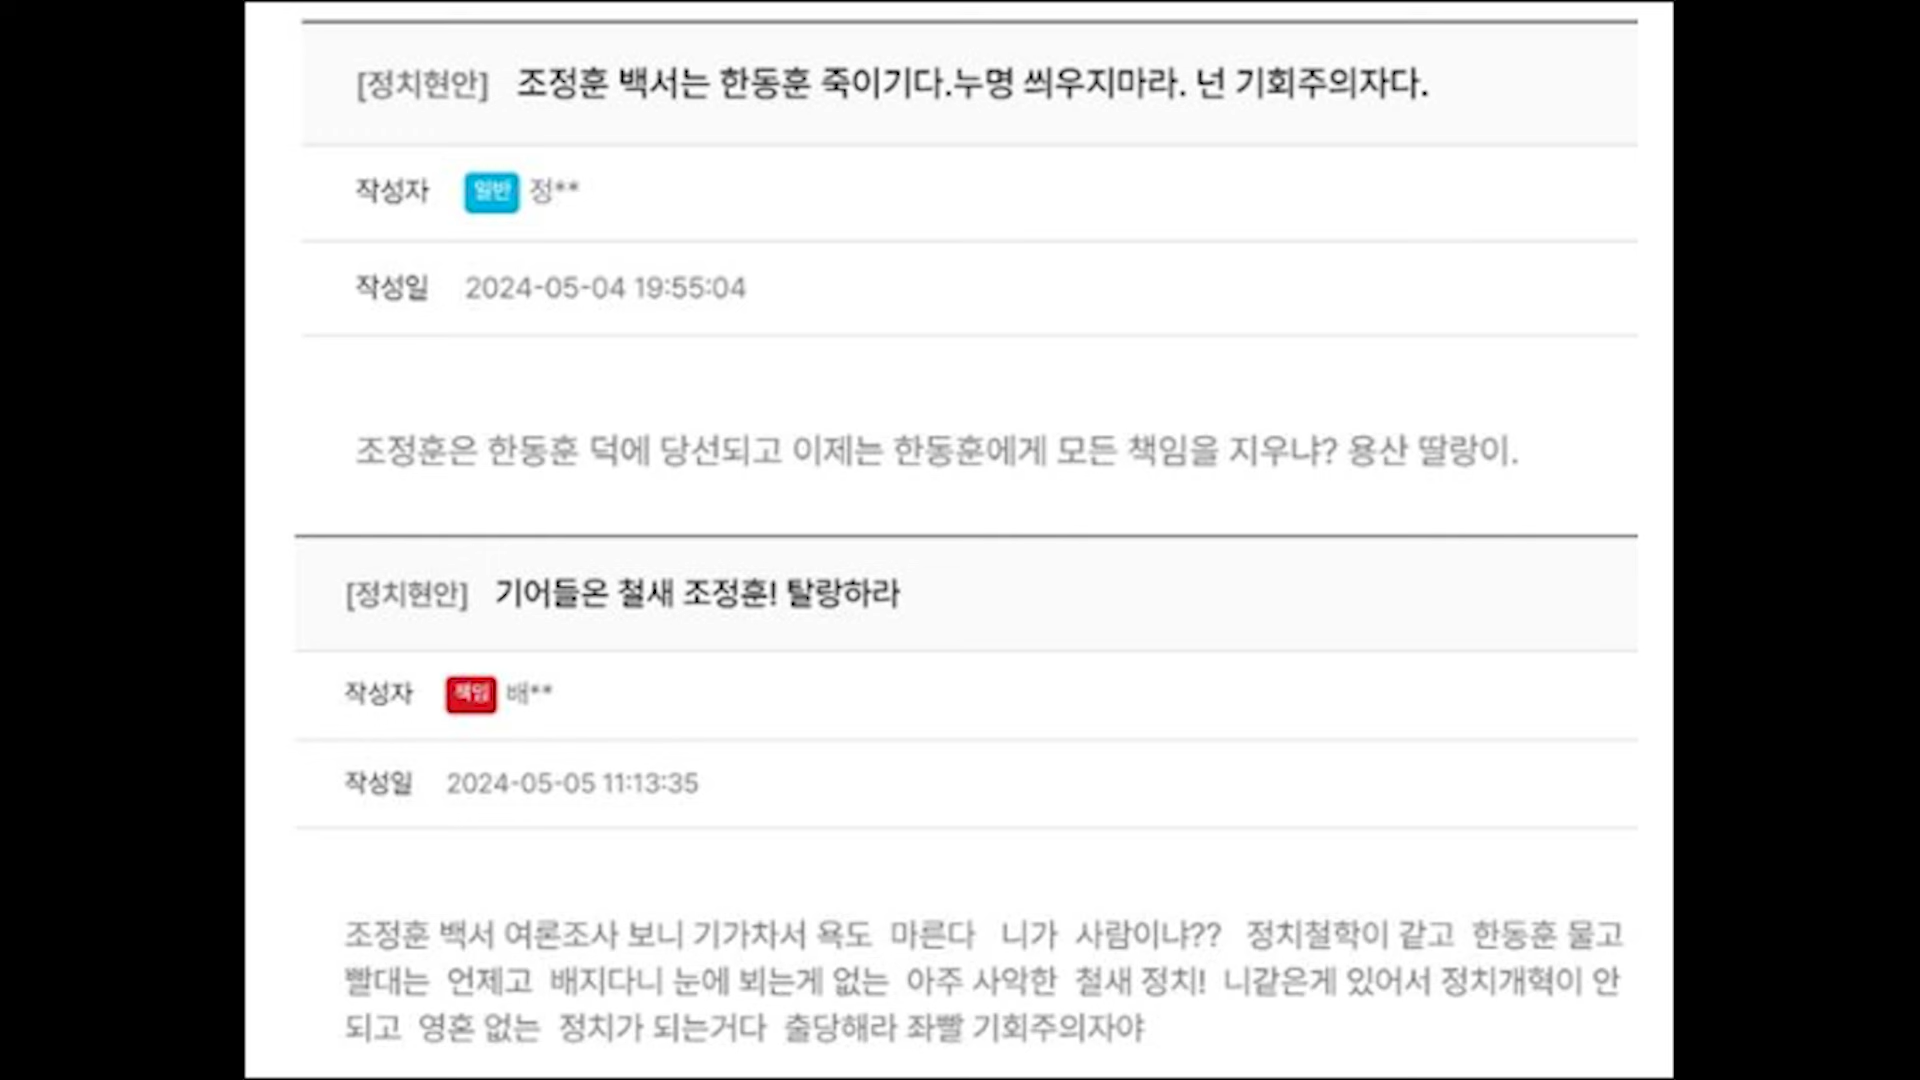 [정치현안] 조정훈 백서는 한동훈 죽이기다.누명 씌우지마라. 넌 기회주의자다.
작성자 일반 정**
작성일 2024-05-04 19:55:04
조정훈은 한동훈 덕에 당선되고 이제는 한동훈에게 모든 책임을 지우냐? 용산 딸랑이.
[정치현안] 기어들온 철새 조정훈! 탈랑하라
작성자 책임 배**
작성일 2024-05-05 11:13:35
조정훈 백서 여론조사 보니 기가차서 욕도 마른다 니가 사람이냐?? 정치철학이 같고 한동훈 물고
빨대는 언제고 배지다니 눈에 뵈는게 없는 아주 사악한 철새 정치! 니같은게 있어서 정치개혁이 안
되고 영혼 없는 정치가 되는거다 출당해라 좌빨 기회주의자야